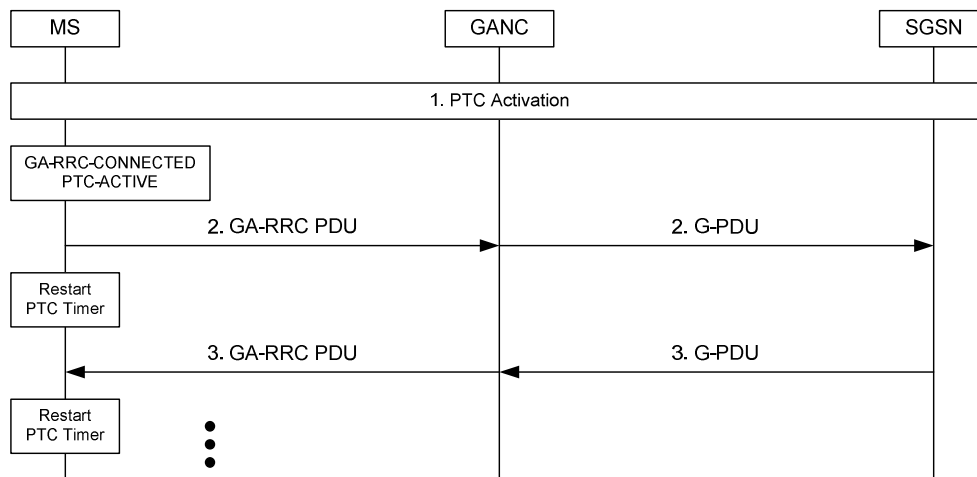 MS
GANC
SGSN
1. PTC Activation
GA-RRC-CONNECTED
PTC-ACTIVE
2. GA-RRC PDU
2. G-PDU
Restart
PTC Timer
3. GA-RRC PDU
3. G-PDU
Restart
PTC Timer